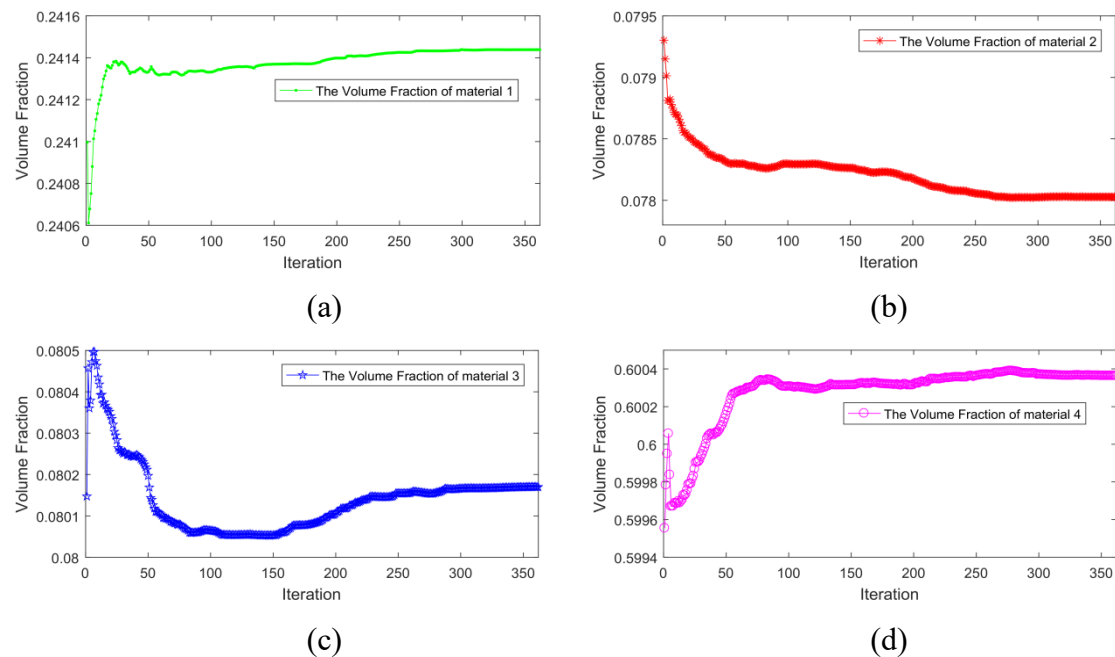 0.2416
0.2414
0.2412
0.241
0.2408
0.2406
Volume Fraction
The Volume Fraction of material 1
0 50 100 150 200 250 300 350
Iteration
(a)
0.0795
0.079
0.0785
0.078
Volume Fraction
The Volume Fraction of material 2
0 50 100 150 200 250 300 350
Iteration
(b)
0.0805
0.0804
0.0803
0.0802
0.0801
0.08
Volume Fraction
The Volume Fraction of material 3
0 50 100 150 200 250 300 350
Iteration
(c)
0.6004
0.6002
0.6
0.5998
0.5996
0.5994
Volume Fraction
The Volume Fraction of material 4
0 50 100 150 200 250 300 350
Iteration
(d)